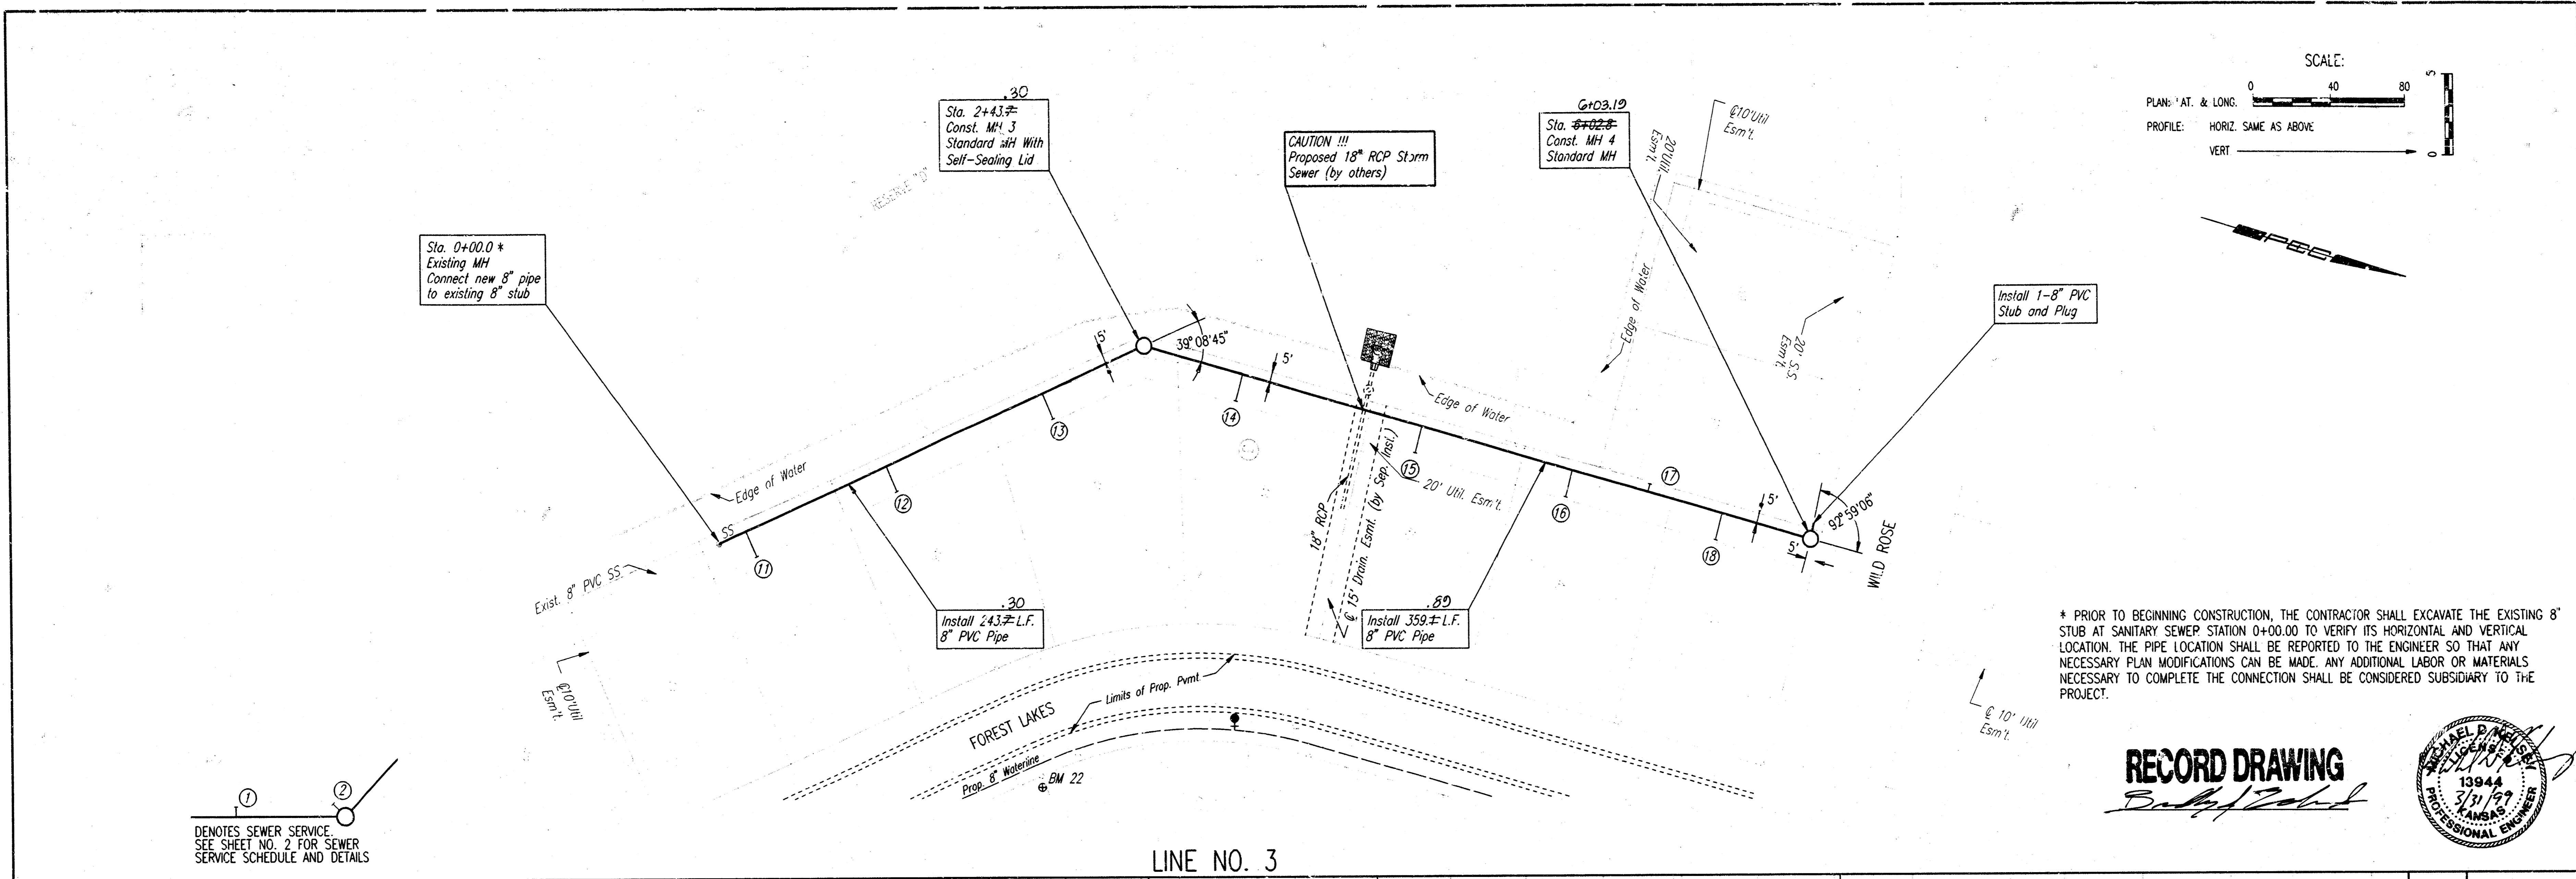 SCALE:
0 40 80
PLAN: LAT. & LONG.
PROFILE: HORIZ. SAME AS ABOVE
VERT
5
0
.30
Sta. 2+43.7
Const. MH 3
Standard MH With
Self-Sealing Lid
CAUTION !!!
Proposed 18" RCP Storm
Sewer (by others)
6+03.19
Sta. 6+02.8
Const. MH 4
Standard MH
℄10'Util
Esm't.
20'Util.
Esm't.
RESERVE "D"
Sta. 0+00.0 *
Existing MH
Connect new 8" pipe
to existing 8" stub
Install 1-8" PVC
Stub and Plug
PEC
5'
39°08'45"
5'
Edge of Water
Edge of Water
20' S.S.
Esm't.
Edge of Water
SS
11
12
13
14
15
16
17
18
18" RCP
℄ 15' Drain. Esmt. (by Sep. Inst.)
20' Util. Esm't.
5'
92°59'06"
5'
WILD ROSE
Exist. 8" PVC SS
.30
Install 243.7 L.F.
8" PVC Pipe
.89
Install 359.1 L.F.
8" PVC Pipe
℄10'Util
Esm't.
℄ 10' Util
Esm't.
* PRIOR TO BEGINNING CONSTRUCTION, THE CONTRACTOR SHALL EXCAVATE THE EXISTING 8"
STUB AT SANITARY SEWER STATION 0+00.00 TO VERIFY ITS HORIZONTAL AND VERTICAL
LOCATION. THE PIPE LOCATION SHALL BE REPORTED TO THE ENGINEER SO THAT ANY
NECESSARY PLAN MODIFICATIONS CAN BE MADE. ANY ADDITIONAL LABOR OR MATERIALS
NECESSARY TO COMPLETE THE CONNECTION SHALL BE CONSIDERED SUBSIDIARY TO THE
PROJECT.
FOREST LAKES
Limits of Prop. Pvmt.
Prop. 8" Waterline
BM 22
RECORD DRAWING
MICHAEL D. KELSEY
LICENSED
13944
3/31/99
KANSAS
PROFESSIONAL ENGINEER
1
2
DENOTES SEWER SERVICE.
SEE SHEET NO. 2 FOR SEWER
SERVICE SCHEDULE AND DETAILS
LINE NO. 3